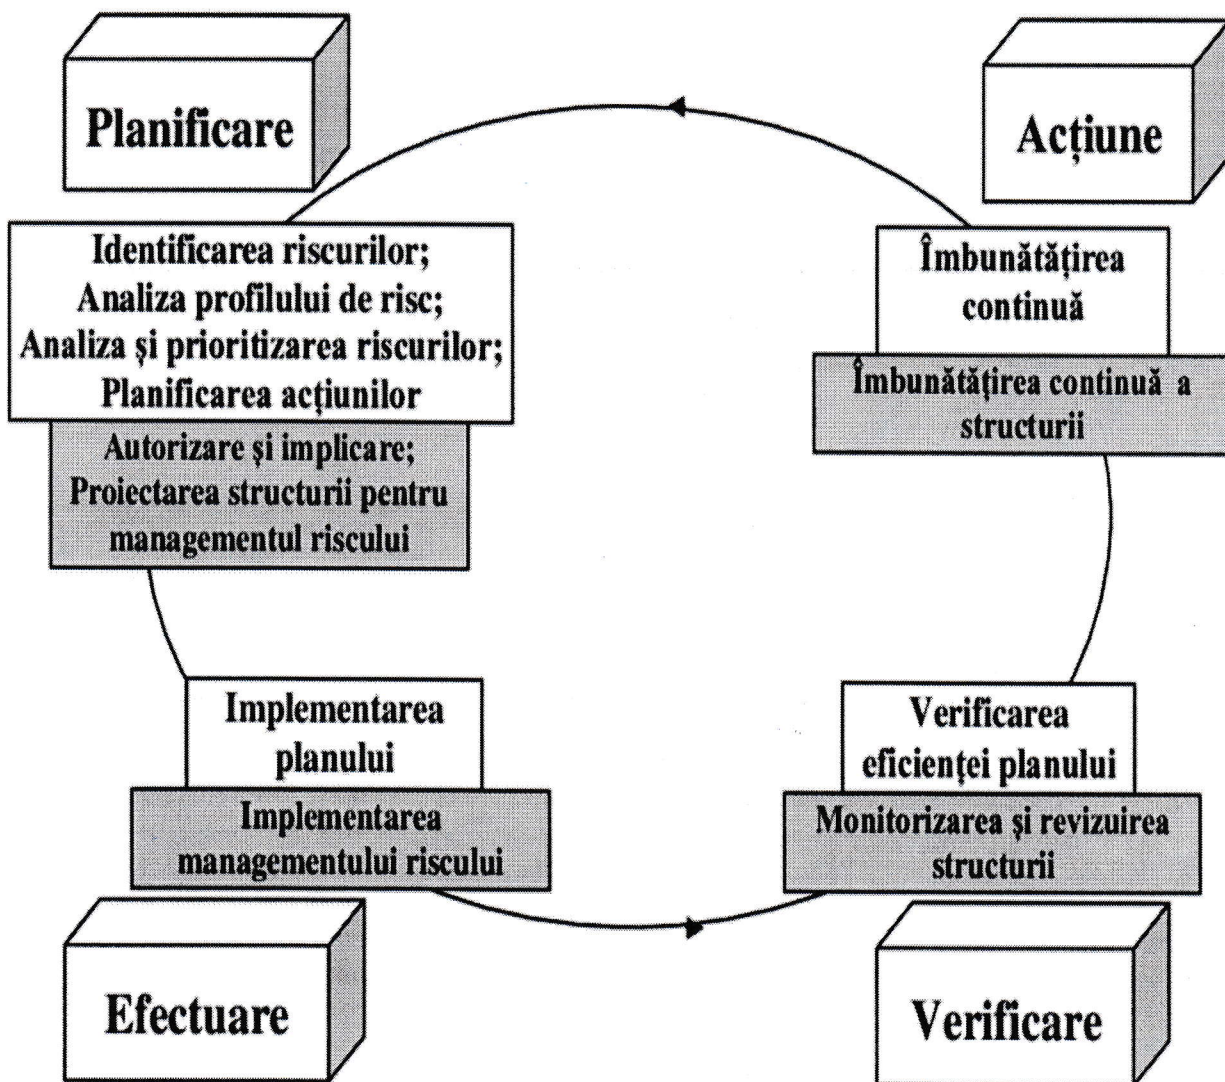 Planificare
Identificarea riscurilor;
Analiza profilului de risc;
Analiza și prioritizarea riscurilor;
Planificarea acțiunilor
Autorizare și implicare;
Proiectarea structurii pentru
managementul riscului
Acțiune
Îmbunătățirea
continuă
Îmbunătățirea continuă a
structurii
Implementarea
planului
Implementarea
managementului riscului
Efectuare
Verificarea
eficienței planului
Monitorizarea și revizuirea
structurii
Verificare